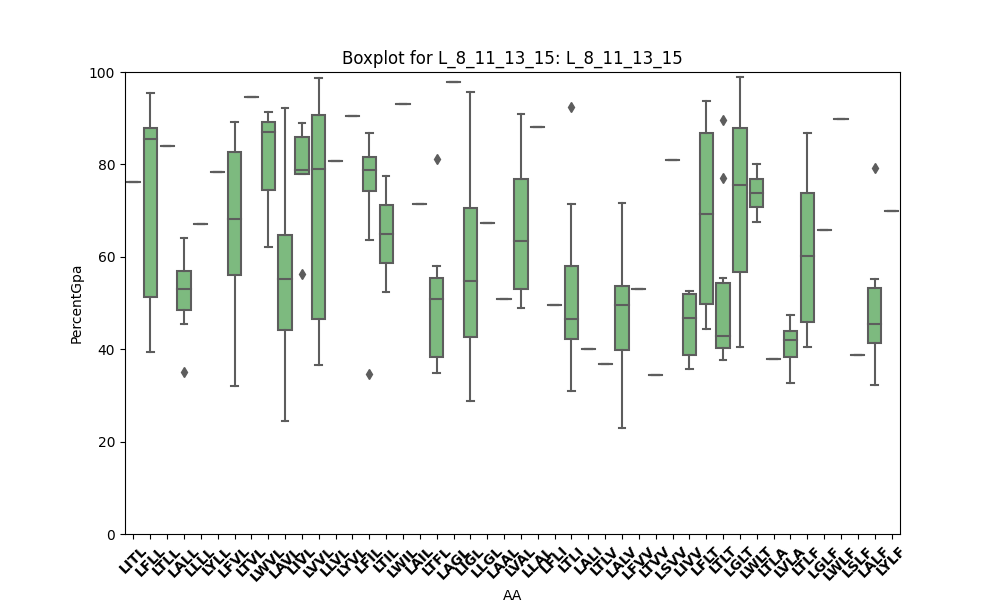 Boxplot for L_8_11_13_15: L_8_11_13_15
100
80
60
40
20
0
PercentGpa
LITL LFLL LTLL LALL LLLL LYLL LFVL LTVL LWVL LAVL LIVL LVVL LLVL LYVL LFIL LTIL LWIL LAIL LTFL LAGL LIGL LLGL LAAL LVAL LLAL LFLI LTLI LALI LTLV LALV LFVV LTVV LSVV LIVV LFLT LTLT LGLT LWLT LTLA LVLA LTLF LGLF LWLF LSLF LALF LYLF
AA